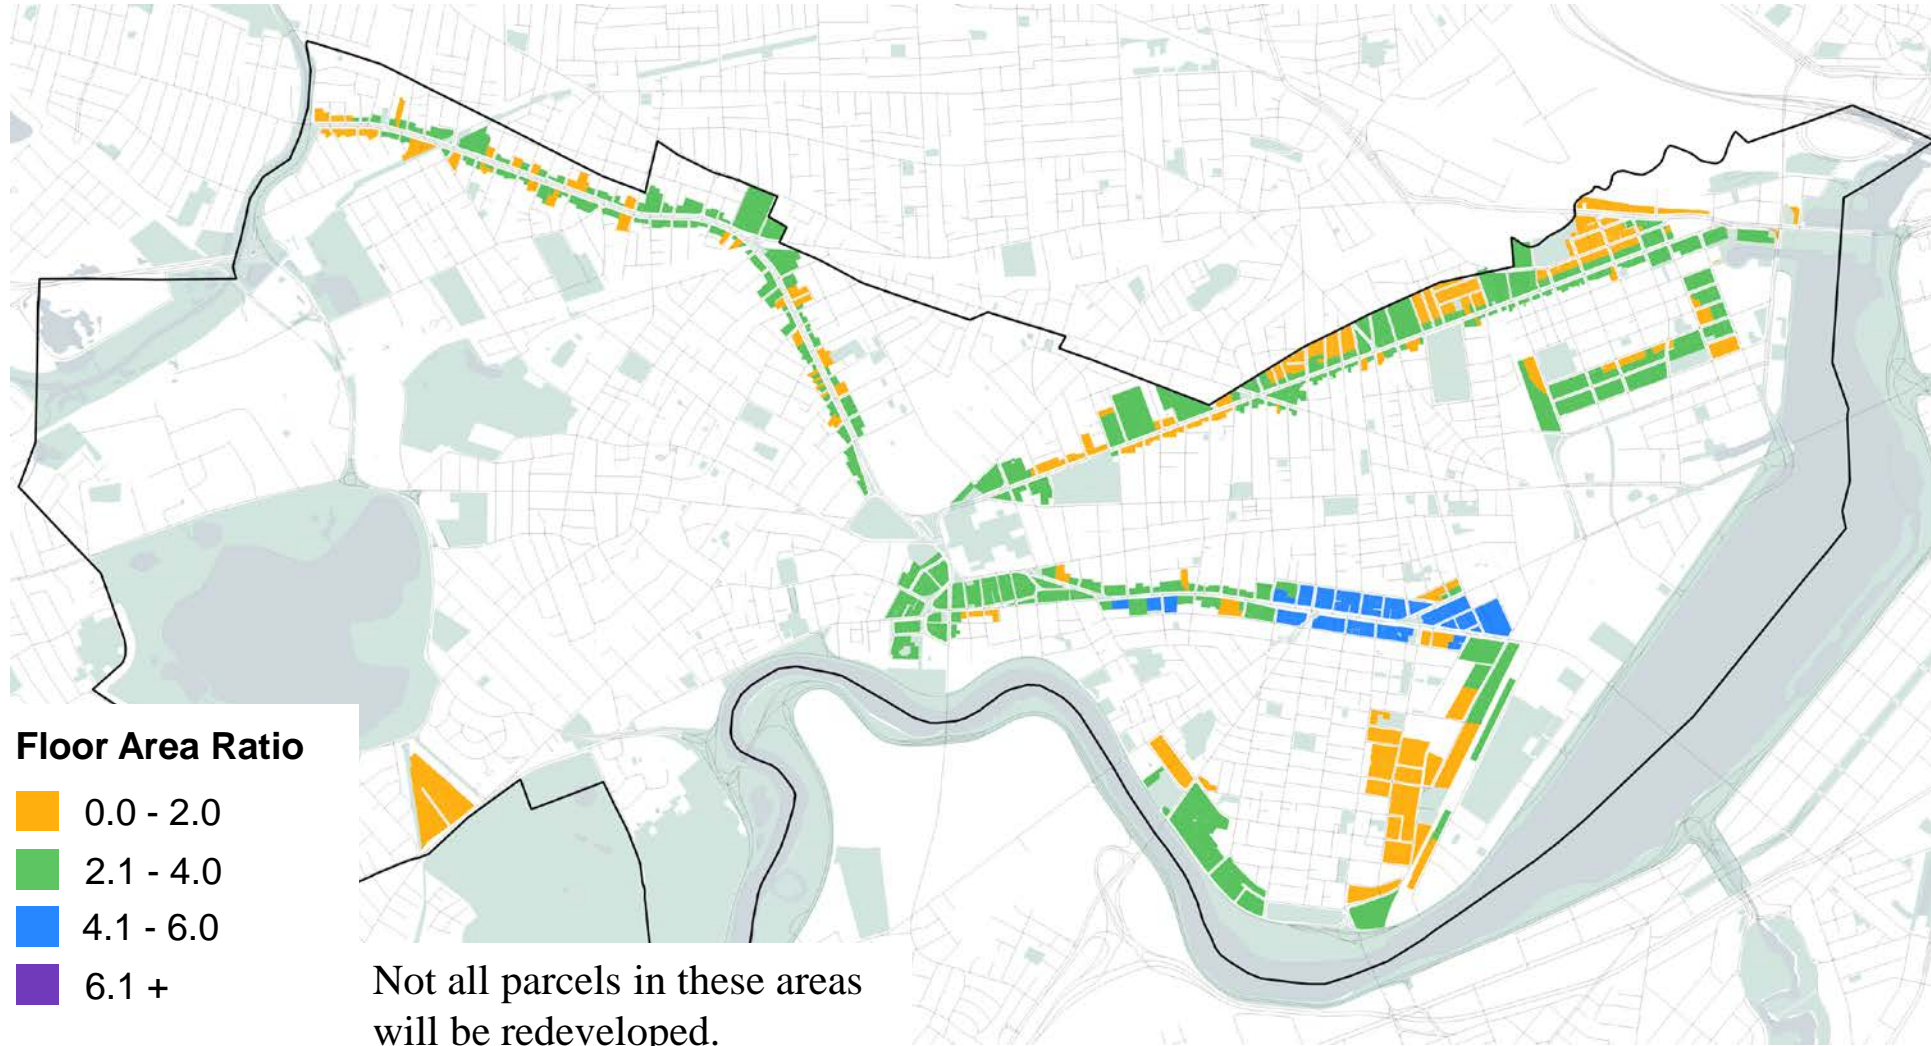 Floor Area Ratio
0.0 - 2.0
2.1 - 4.0
4.1 - 6.0
6.1 +
Not all parcels in these areas
will be redeveloped.